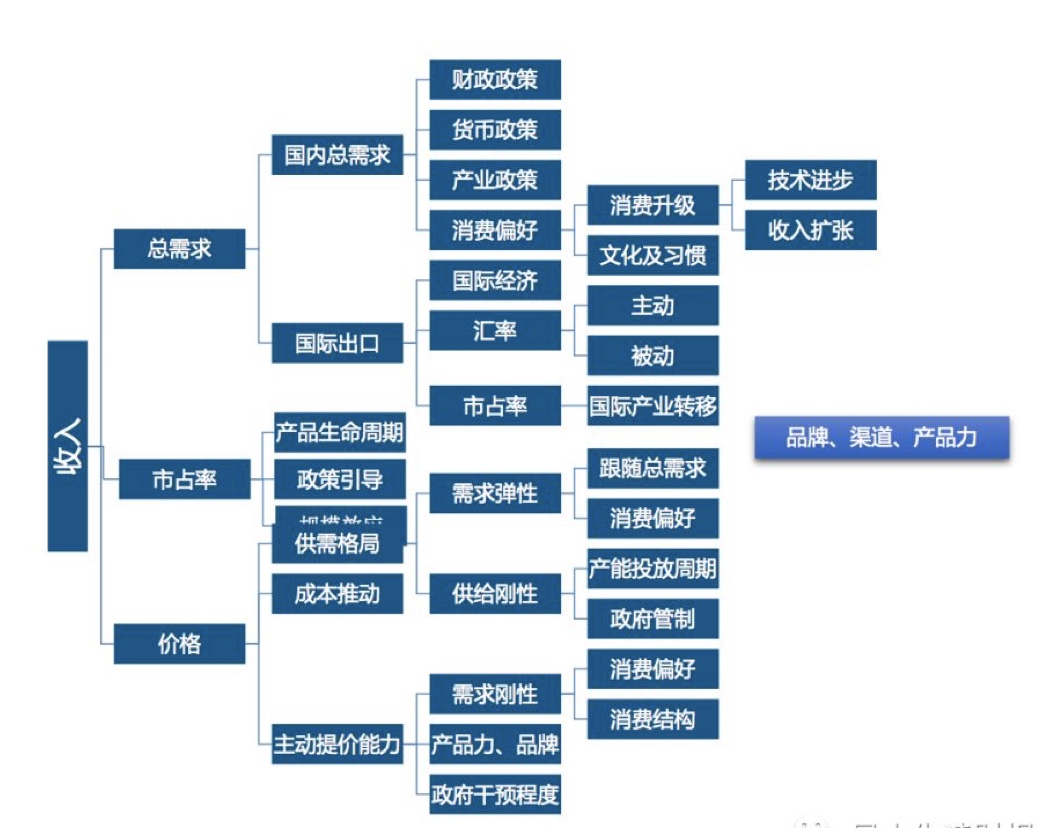 财政政策
货币政策
国内总需求
产业政策
技术进步
消费升级
消费偏好
收入扩张
总需求
文化及习惯
国际经济
主动
汇率
国际出口
被动
市占率
国际产业转移
产品生命周期
品牌、渠道、产品力
收入
跟随总需求
市占率
政策引导
需求弹性
消费偏好
供需格局
产能投放周期
成本推动
供给刚性
政府管制
价格
消费偏好
需求刚性
消费结构
主动提价能力
产品力、品牌
政府干预程度